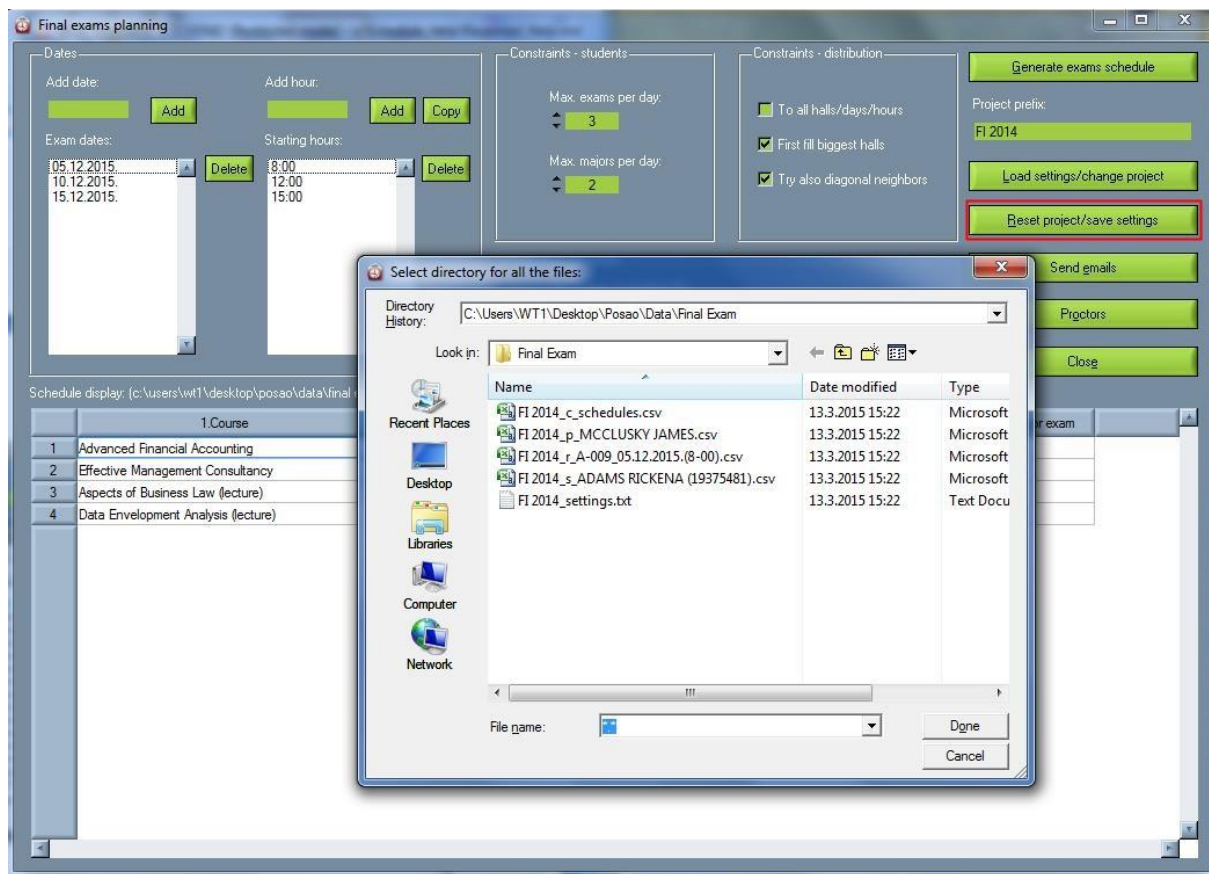 Final exams planning
Dates
Add date:
Add hour:
Add
Add
Copy
Exam dates:
Starting hours:
05.12.2015.
10.12.2015.
15.12.2015.
Delete
8:00
12:00
15:00
Delete
Constraints - students
Max. exams per day:
3
Max. majors per day:
2
Constraints - distribution
To all halls/days/hours
First fill biggest halls
Try also diagonal neighbors
Generate exams schedule
Project prefix:
FI 2014
Load settings/change project
Reset project/save settings
Send emails
Proctors
Close
Schedule display: (c:\users\wt1\desktop\posao\data\final
1.Course
exam
1 Advanced Financial Accounting
2 Effective Management Consultancy
3 Aspects of Business Law (lecture)
4 Data Envelopment Analysis (lecture)
Select directory for all the files:
Directory History:
C:\Users\WT1\Desktop\Posao\Data\Final Exam
Look in:
Final Exam
Recent Places
Desktop
Libraries
Computer
Network
Name Date modified Type
FI 2014_c_schedules.csv 13.3.2015 15:22 Microsoft
FI 2014_p_MCCLUSKY JAMES.csv 13.3.2015 15:22 Microsoft
FI 2014_r_A-009_05.12.2015.(8-00).csv 13.3.2015 15:22 Microsoft
FI 2014_s_ADAMS RICKENA (19375481).csv 13.3.2015 15:22 Microsoft
FI 2014_settings.txt 13.3.2015 15:22 Text Docu
File name:
Done
Cancel